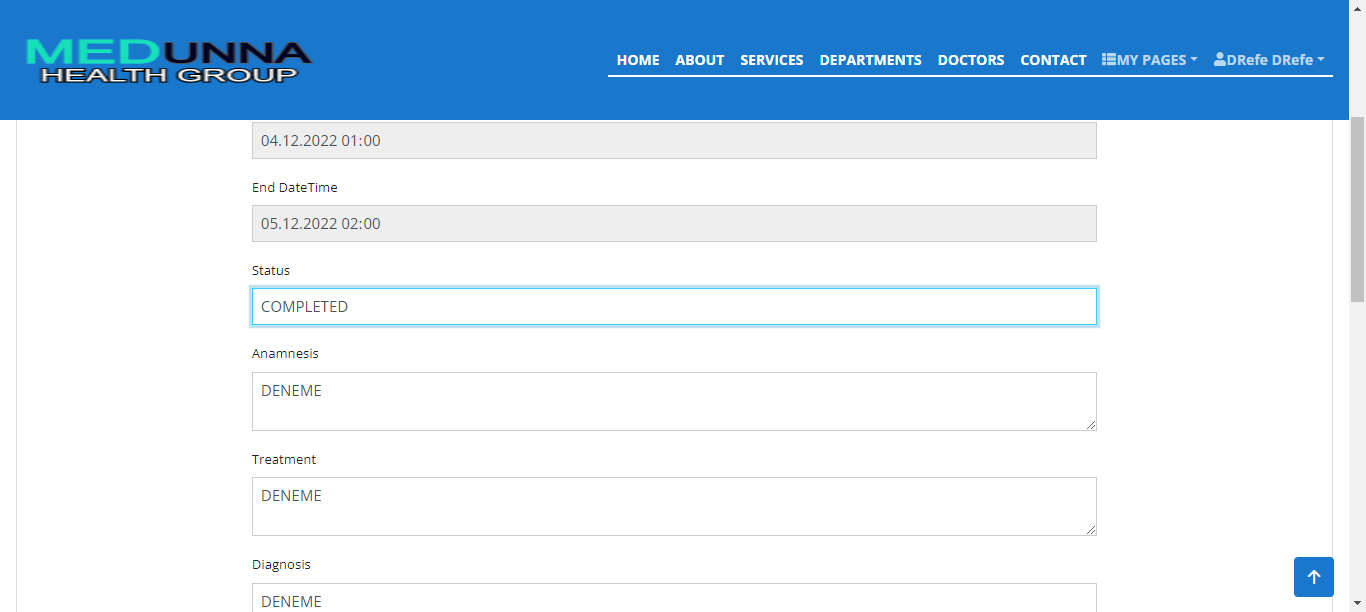 MEDUNNA
HEALTH GROUP
HOME ABOUT SERVICES DEPARTMENTS DOCTORS CONTACT MY PAGES DRefe DRefe
04.12.2022 01:00
End DateTime
05.12.2022 02:00
Status
COMPLETED
Anamnesis
DENEME
Treatment
DENEME
Diagnosis
DENEME